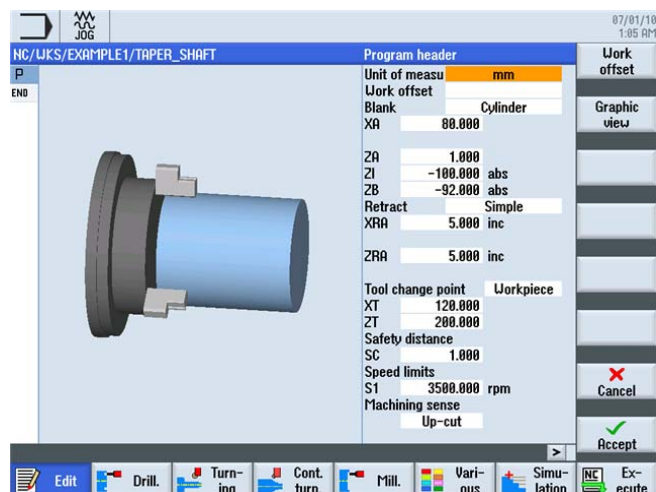 JOG
07/01/10
1:05 AM
NC/WKS/EXAMPLE1/TAPER_SHAFT
Program header
Work
offset
P
END
Unit of measu mm
Work offset
Blank Cylinder
XA 80.000
ZA 1.000
ZI -100.000 abs
ZB -92.000 abs
Retract Simple
XRA 5.000 inc
ZRA 5.000 inc
Tool change point Workpiece
XT 120.000
ZT 200.000
Safety distance
SC 1.000
Speed limits
S1 3500.000 rpm
Machining sense
Up-cut
Graphic
view
Cancel
Accept
>
Edit
Drill.
Turn-
ing
Cont.
turn.
Mill.
Vari-
ous
Simu-
lation
NC
Ex-
ecute